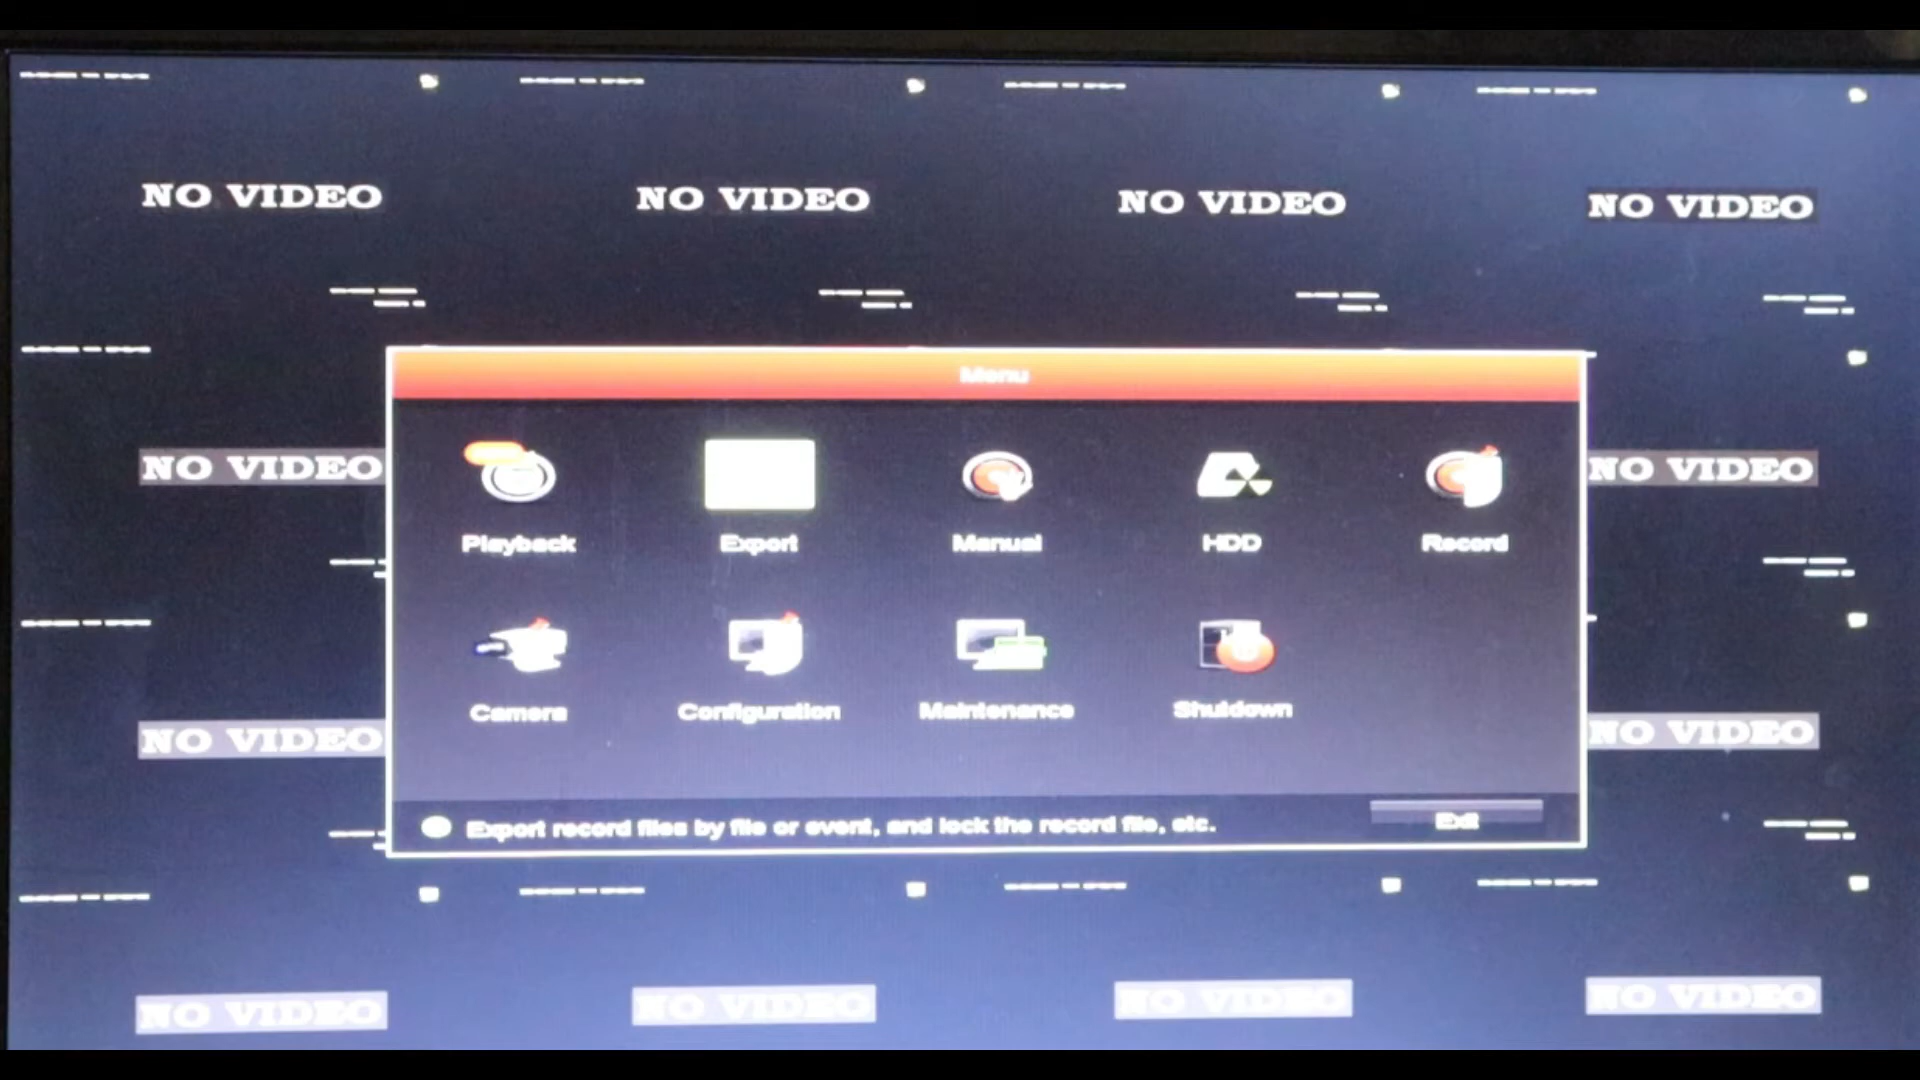 NO VIDEO NO VIDEO NO VIDEO NO VIDEO
Menu
NO VIDEO NO VIDEO
Playback Export Manual HDD Record
Camera Configuration Maintenance Shutdown
NO VIDEO NO VIDEO
Export record files by file or event, and lock the record file, etc. Exit
NO VIDEO NO VIDEO NO VIDEO NO VIDEO